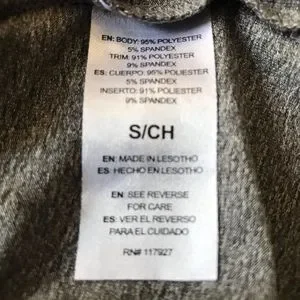 EN: BODY: 95% POLYESTER
5% SPANDEX
TRIM: 91% POLYESTER
9% SPANDEX
ES: CUERPO: 95% POLIESTER
5% SPANDEX
INSERTO: 91% POLIESTER
9% SPANDEX
S/CH
EN: MADE IN LESOTHO
ES: HECHO EN LESOTHO
EN: SEE REVERSE
FOR CARE
ES: VER EL REVERSO
PARA EL CUIDADO
RN# 117927